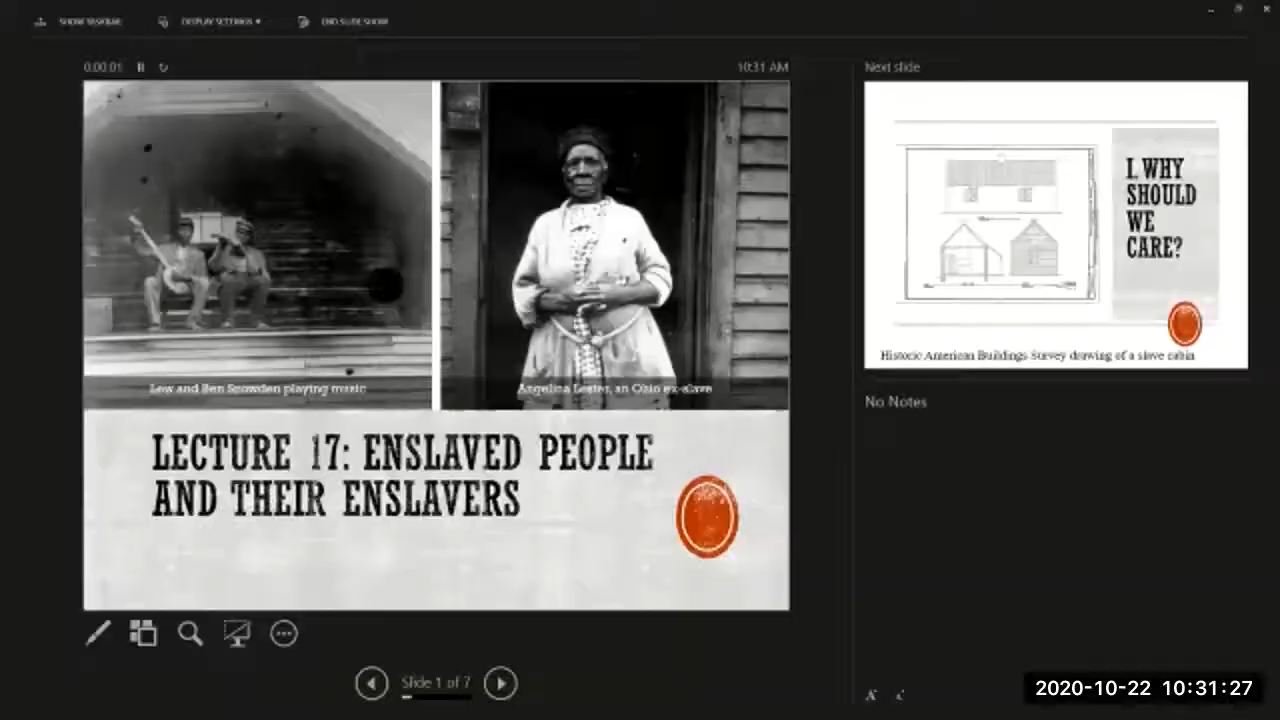 SHOW TASKBAR
DISPLAY SETTINGS
END SLIDE SHOW
0:00:01
10:31 AM
Next slide
Lew and Ben Snowden playing music
Angelina Lester, an Ohio ex-slave
LECTURE 17: ENSLAVED PEOPLE
AND THEIR ENSLAVERS
I. WHY
SHOULD
WE
CARE?
Historic American Buildings Survey drawing of a slave cabin
No Notes
Slide 1 of 7
2020-10-22 10:31:27